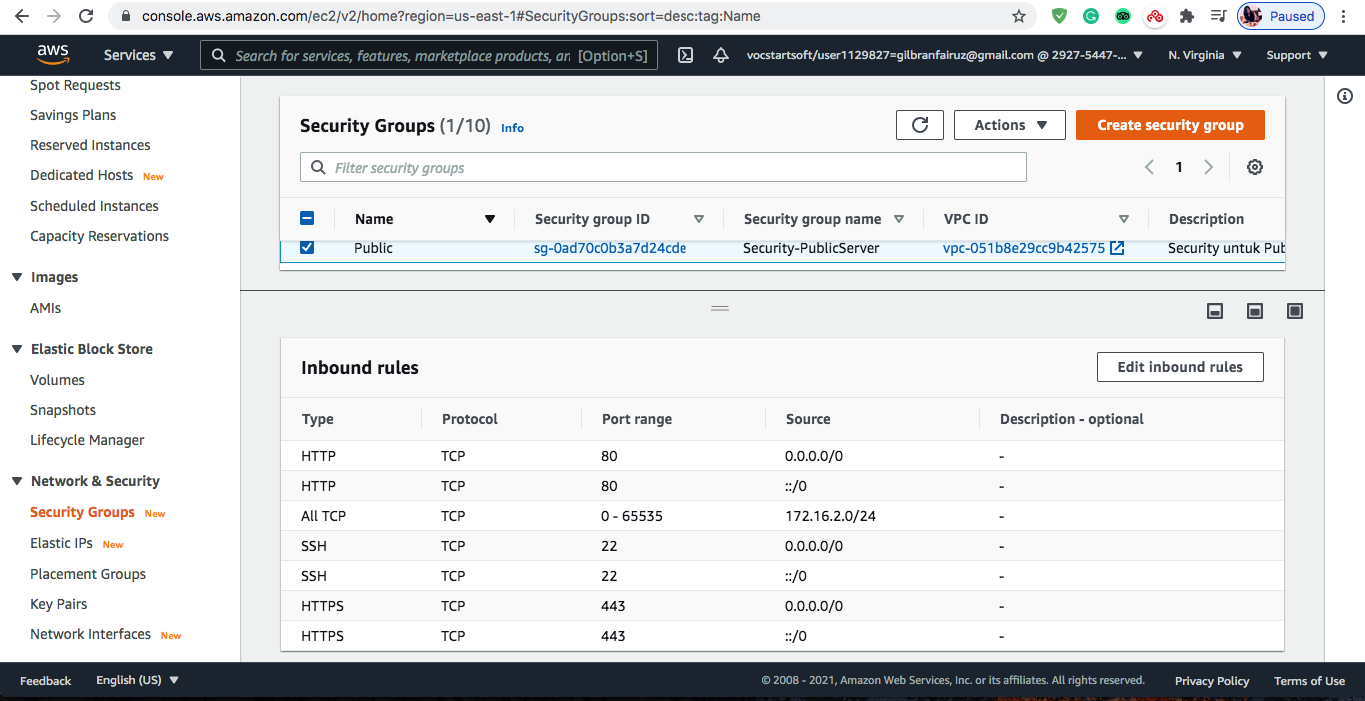 console.aws.amazon.com/ec2/v2/home?region=us-east-1#SecurityGroups:sort=desc:tag:Name Paused
aws Services Search for services, features, marketplace products, an [Option+S] vocstartsoft/user1129827=gilbranfairuz@gmail.com @ 2927-5447-... N. Virginia Support
Spot Requests
Savings Plans
Reserved Instances
Dedicated Hosts New
Scheduled Instances
Capacity Reservations
Images
AMIs
Elastic Block Store
Volumes
Snapshots
Lifecycle Manager
Network & Security
Security Groups New
Elastic IPs New
Placement Groups
Key Pairs
Network Interfaces New
Security Groups (1/10) Info Actions Create security group
Filter security groups 1
Name Security group ID Security group name VPC ID Description
Public sg-0ad70c0b3a7d24cde Security-PublicServer vpc-051b8e29cc9b42575 Security untuk Pub
Inbound rules Edit inbound rules
Type Protocol Port range Source Description - optional
HTTP TCP 80 0.0.0.0/0 -
HTTP TCP 80 ::/0 -
All TCP TCP 0 - 65535 172.16.2.0/24 -
SSH TCP 22 0.0.0.0/0 -
SSH TCP 22 ::/0 -
HTTPS TCP 443 0.0.0.0/0 -
HTTPS TCP 443 ::/0 -
Feedback English (US) © 2008 - 2021, Amazon Web Services, Inc. or its affiliates. All rights reserved. Privacy Policy Terms of Use